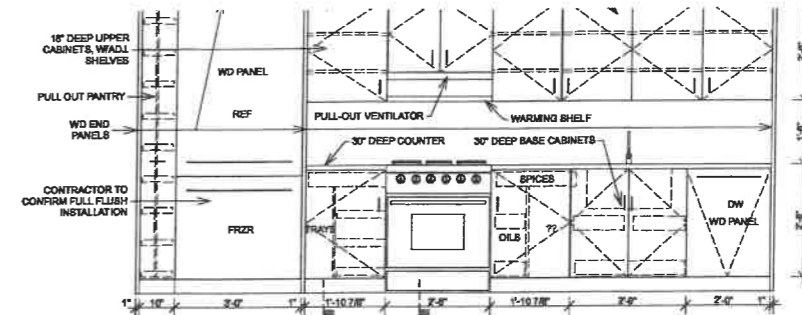 18" DEEP UPPER
CABINETS, W/ADJ.
SHELVES
WD PANEL
PULL OUT PANTRY
REF
PULL-OUT VENTILATOR
WARMING SHELF
WD END
PANELS
30" DEEP COUNTER
30" DEEP BASE CABINETS
SPICES
CONTRACTOR TO
CONFIRM FULL FLUSH
INSTALLATION
DW
WD PANEL
FRZR
TRAYS
OILS
??
1" 10" 3'-0" 1" 1'-10 7/8" 2'-6" 1'-10 7/8" 2'-6" 2'-0" 1"